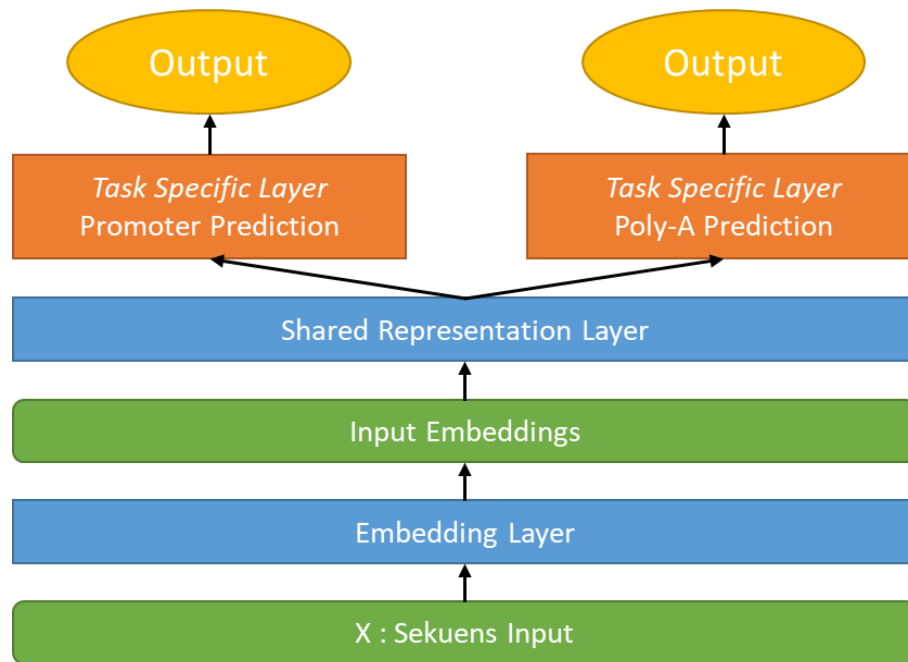 Output
Output
Task Specific Layer
Promoter Prediction
Task Specific Layer
Poly-A Prediction
Shared Representation Layer
Input Embeddings
Embedding Layer
X : Sekuens Input